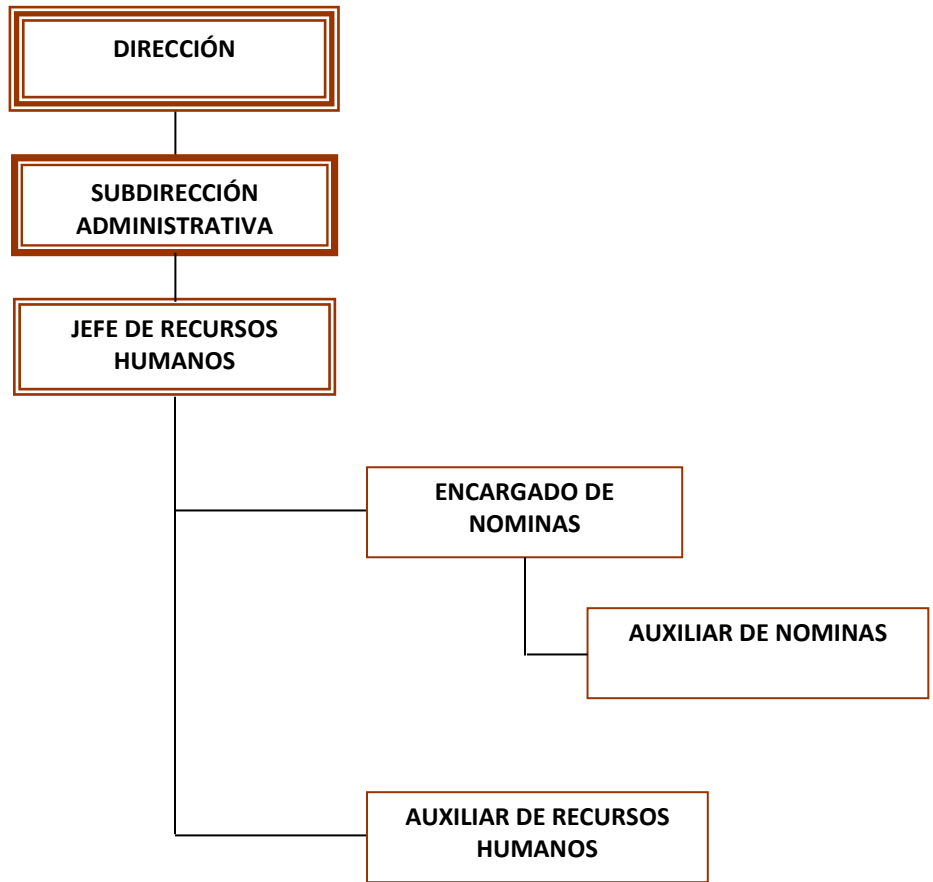 DIRECCIÓN
SUBDIRECCIÓN
ADMINISTRATIVA
JEFE DE RECURSOS
HUMANOS
ENCARGADO DE
NOMINAS
AUXILIAR DE NOMINAS
AUXILIAR DE RECURSOS
HUMANOS